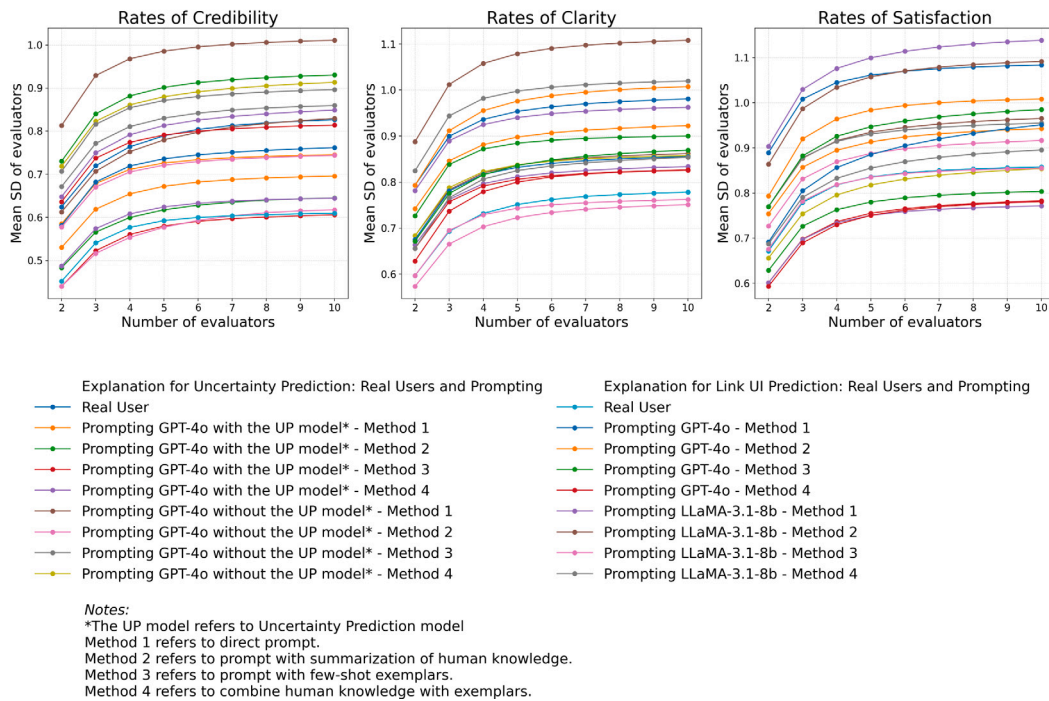 Rates of Credibility
Rates of Clarity
Rates of Satisfaction
Mean SD of evaluators
1.0
0.9
0.8
0.7
0.6
0.5
2 3 4 5 6 7 8 9 10
Number of evaluators
Mean SD of evaluators
1.1
1.0
0.9
0.8
0.7
0.6
2 3 4 5 6 7 8 9 10
Number of evaluators
Mean SD of evaluators
1.1
1.0
0.9
0.8
0.7
0.6
2 3 4 5 6 7 8 9 10
Number of evaluators
Explanation for Uncertainty Prediction: Real Users and Prompting
Real User
Prompting GPT-4o with the UP model* - Method 1
Prompting GPT-4o with the UP model* - Method 2
Prompting GPT-4o with the UP model* - Method 3
Prompting GPT-4o with the UP model* - Method 4
Prompting GPT-4o without the UP model* - Method 1
Prompting GPT-4o without the UP model* - Method 2
Prompting GPT-4o without the UP model* - Method 3
Prompting GPT-4o without the UP model* - Method 4
Explanation for Link UI Prediction: Real Users and Prompting
Real User
Prompting GPT-4o - Method 1
Prompting GPT-4o - Method 2
Prompting GPT-4o - Method 3
Prompting GPT-4o - Method 4
Prompting LLaMA-3.1-8b - Method 1
Prompting LLaMA-3.1-8b - Method 2
Prompting LLaMA-3.1-8b - Method 3
Prompting LLaMA-3.1-8b - Method 4
Notes:
*The UP model refers to Uncertainty Prediction model
Method 1 refers to direct prompt.
Method 2 refers to prompt with summarization of human knowledge.
Method 3 refers to prompt with few-shot exemplars.
Method 4 refers to combine human knowledge with exemplars.